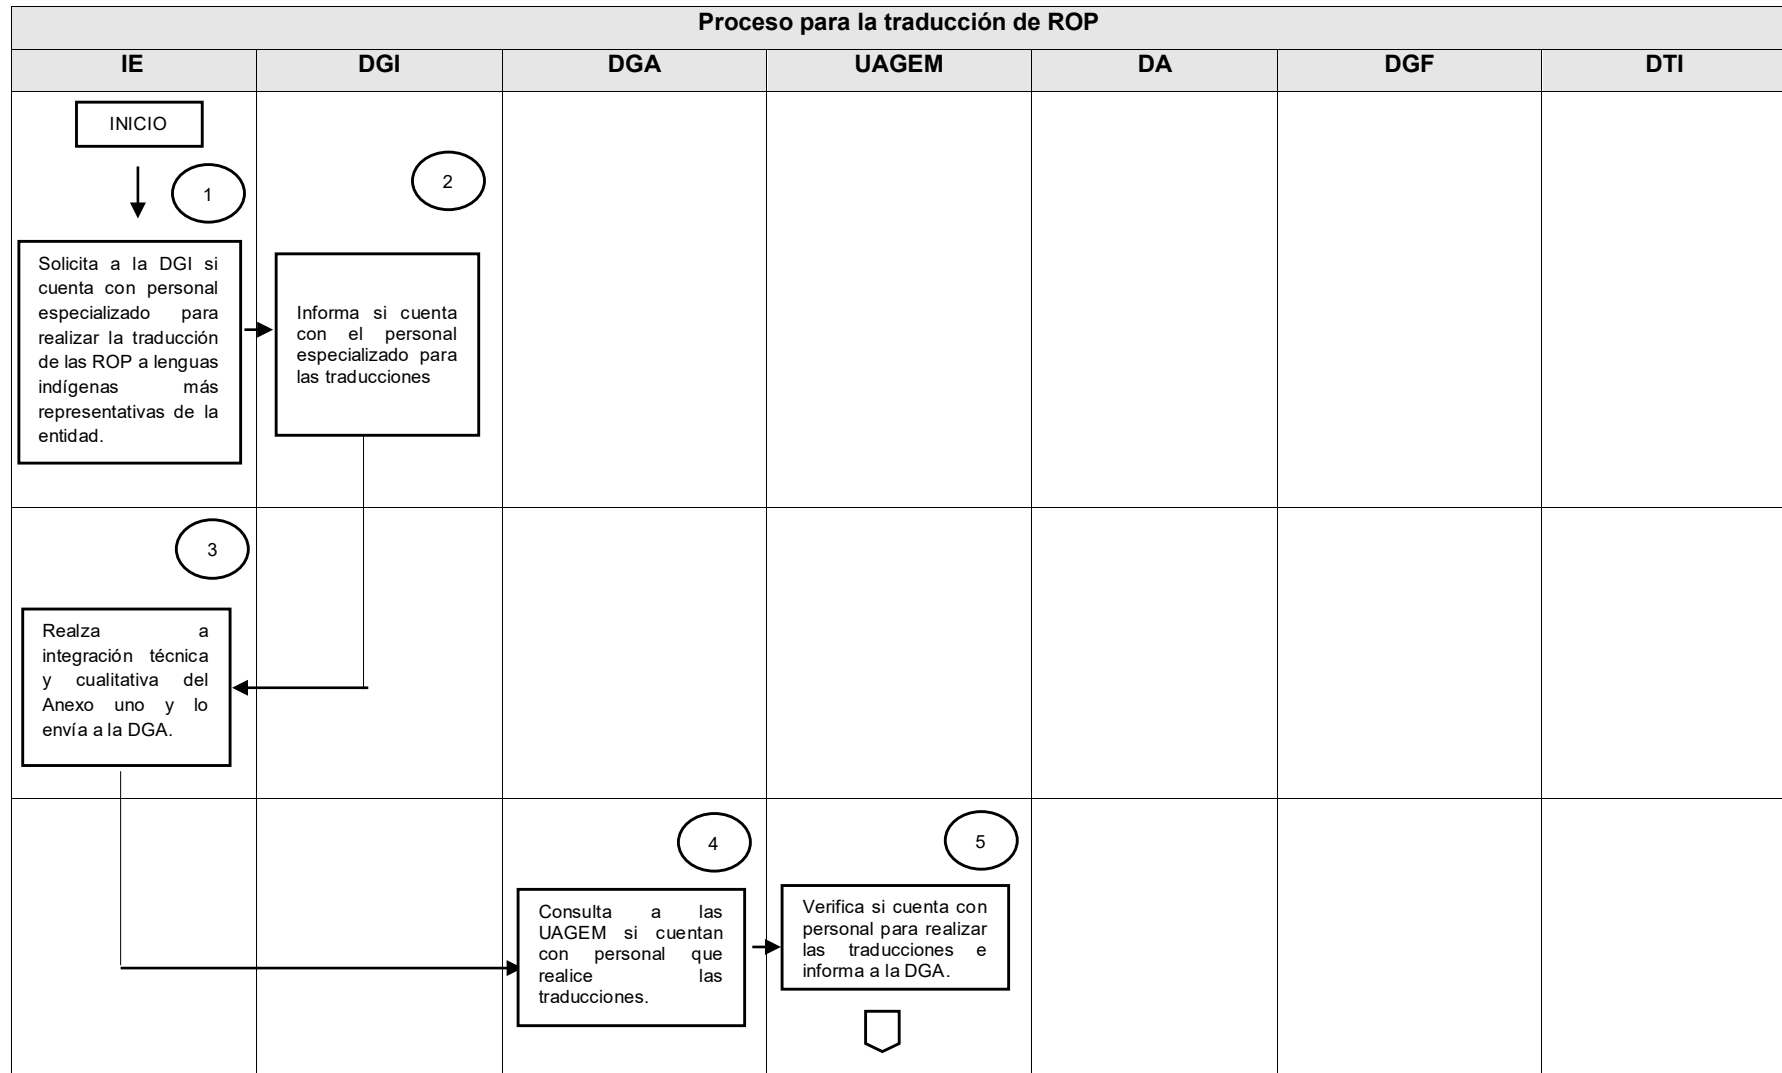 Proceso para la traducción de ROP
IE DGI DGA UAGEM DA DGF DTI
INICIO
1
2
Solicita a la DGI si
cuenta con personal
especializado para
realizar la traducción
de las ROP a lenguas
indígenas más
representativas de la
entidad.
Informa si cuenta
con el personal
especializado para
las traducciones
3
Realza a
integración técnica
y cualitativa del
Anexo uno y lo
envía a la DGA.
4
5
Consulta a las
UAGEM si cuentan
con personal que
realice las
traducciones.
Verifica si cuenta con
personal para realizar
las traducciones e
informa a la DGA.